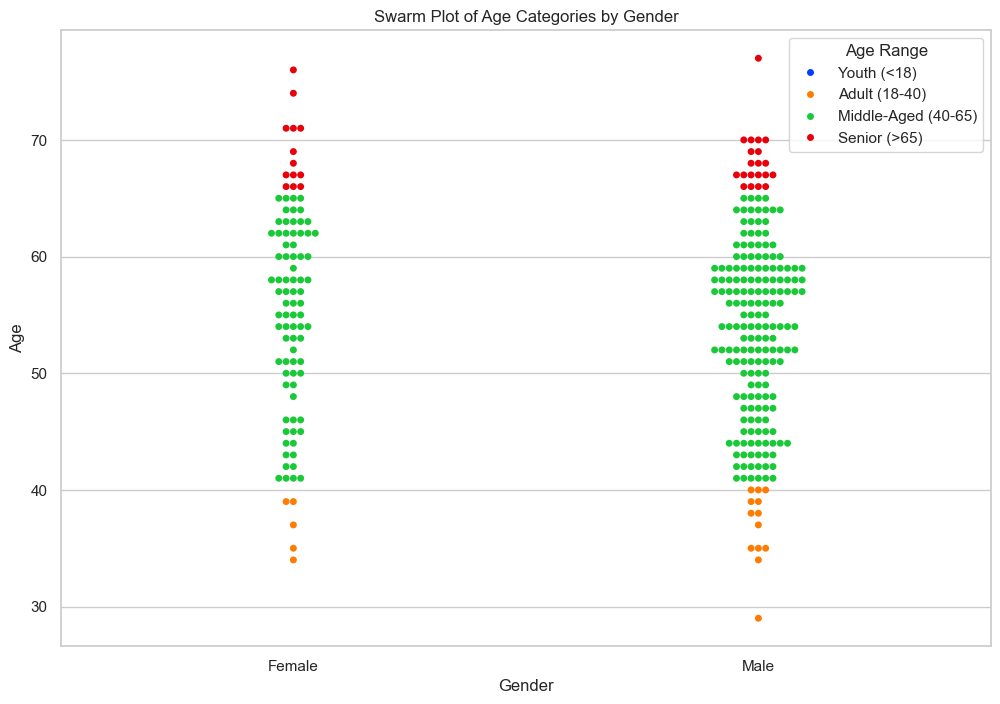 Swarm Plot of Age Categories by Gender
Age Range
Youth (<18)
Adult (18-40)
Middle-Aged (40-65)
Senior (>65)
Age
70
60
50
40
30
Female
Male
Gender